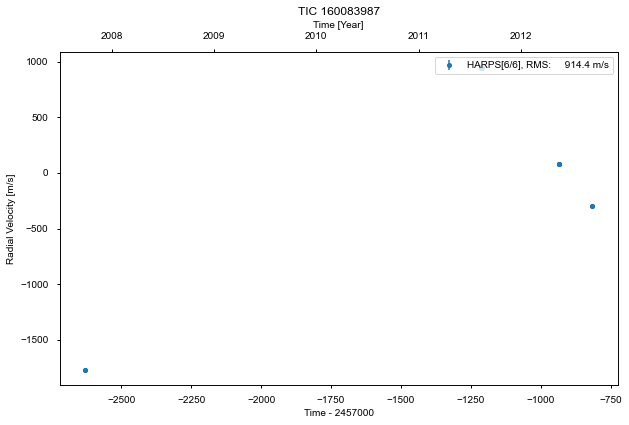 TIC 160083987
Time [Year]
2008 2009 2010 2011 2012
HARPS[6/6], RMS: 914.4 m/s
1000
500
0
−500
−1000
−1500
Radial Velocity [m/s]
−2500 −2250 −2000 −1750 −1500 −1250 −1000 −750
Time - 2457000